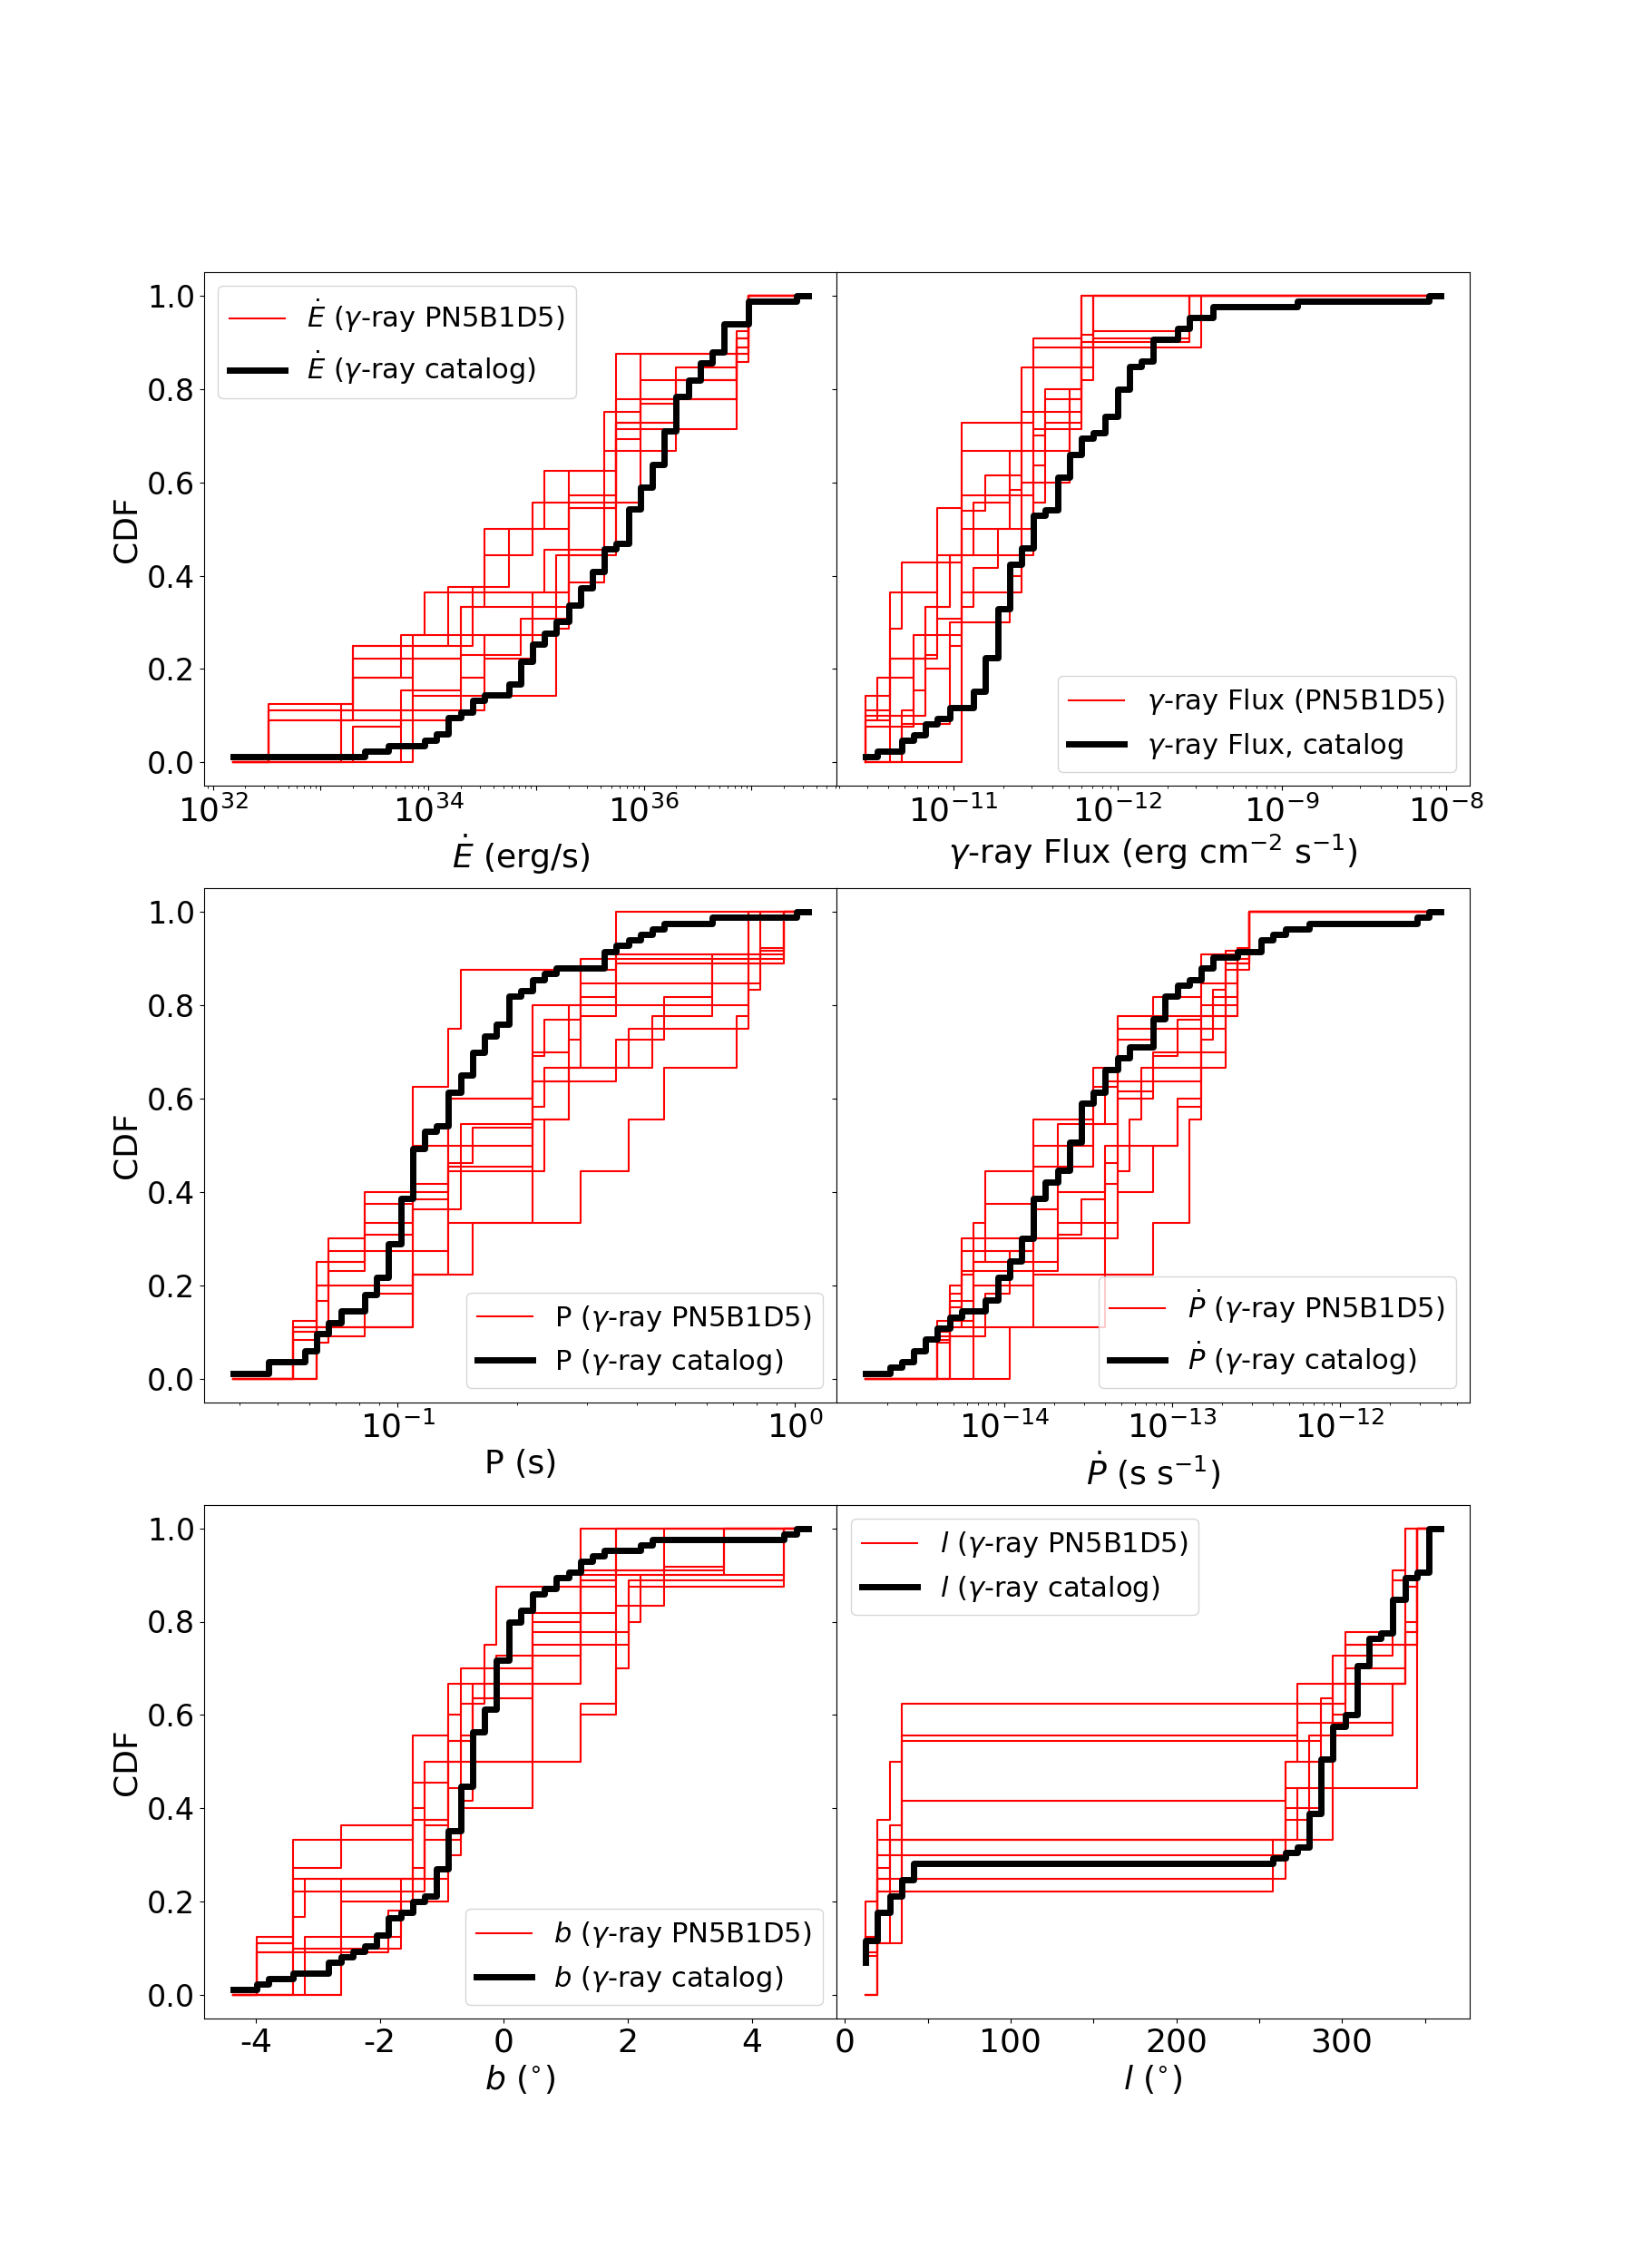 1.0
0.8
0.6
0.4
0.2
0.0
CDF
Ė (γ-ray PN5B1D5)
Ė (γ-ray catalog)
10³² 10³⁴ 10³⁶
Ė (erg/s)
γ-ray Flux (PN5B1D5)
γ-ray Flux, catalog
10⁻¹¹ 10⁻¹² 10⁻⁹ 10⁻⁸
γ-ray Flux (erg cm⁻² s⁻¹)
1.0
0.8
0.6
0.4
0.2
0.0
CDF
P (γ-ray PN5B1D5)
P (γ-ray catalog)
10⁻¹ 10⁰
P (s)
Ṗ (γ-ray PN5B1D5)
Ṗ (γ-ray catalog)
10⁻¹⁴ 10⁻¹³ 10⁻¹²
Ṗ (s s⁻¹)
1.0
0.8
0.6
0.4
0.2
0.0
CDF
b (γ-ray PN5B1D5)
b (γ-ray catalog)
-4 -2 0 2 4
b (°)
l (γ-ray PN5B1D5)
l (γ-ray catalog)
0 100 200 300
l (°)